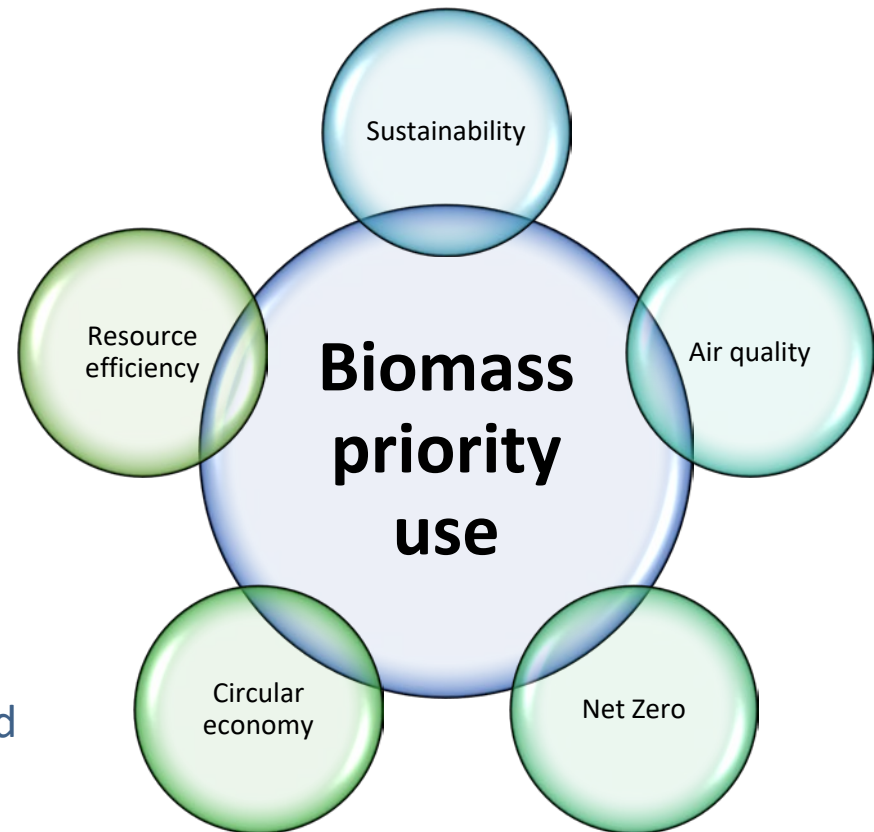 Sustainability
Resource
efficiency
Air quality
Biomass
priority
use
Circular
economy
Net Zero